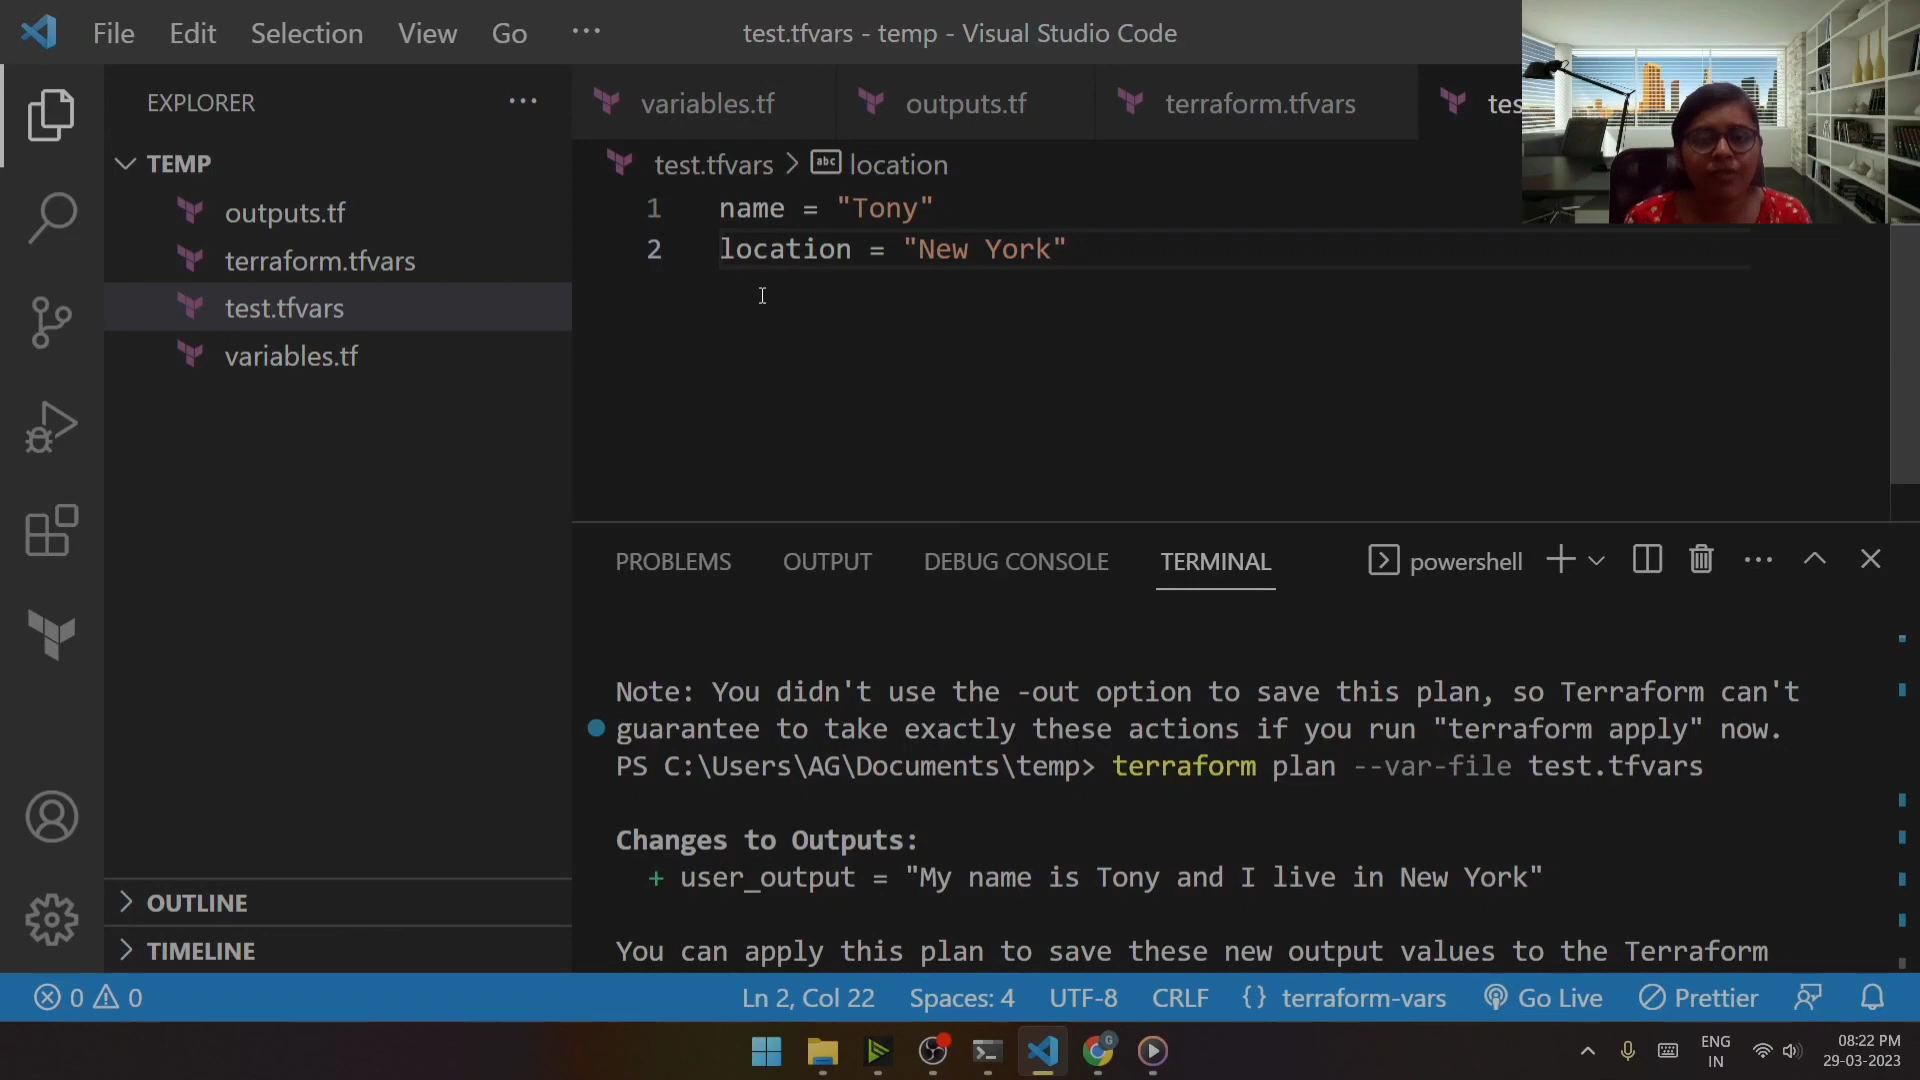 File Edit Selection View Go ··· test.tfvars - temp - Visual Studio Code
EXPLORER ···
TEMP
outputs.tf
terraform.tfvars
test.tfvars
variables.tf
OUTLINE
TIMELINE
variables.tf outputs.tf terraform.tfvars tes
test.tfvars > abc location
1 name = "Tony"
2 location = "New York"
PROBLEMS OUTPUT DEBUG CONSOLE TERMINAL powershell
Note: You didn't use the -out option to save this plan, so Terraform can't
guarantee to take exactly these actions if you run "terraform apply" now.
PS C:\Users\AG\Documents\temp> terraform plan --var-file test.tfvars
Changes to Outputs:
+ user_output = "My name is Tony and I live in New York"
You can apply this plan to save these new output values to the Terraform
0 0 Ln 2, Col 22 Spaces: 4 UTF-8 CRLF {} terraform-vars Go Live Prettier
G ENG 08:22 PM
IN 29-03-2023